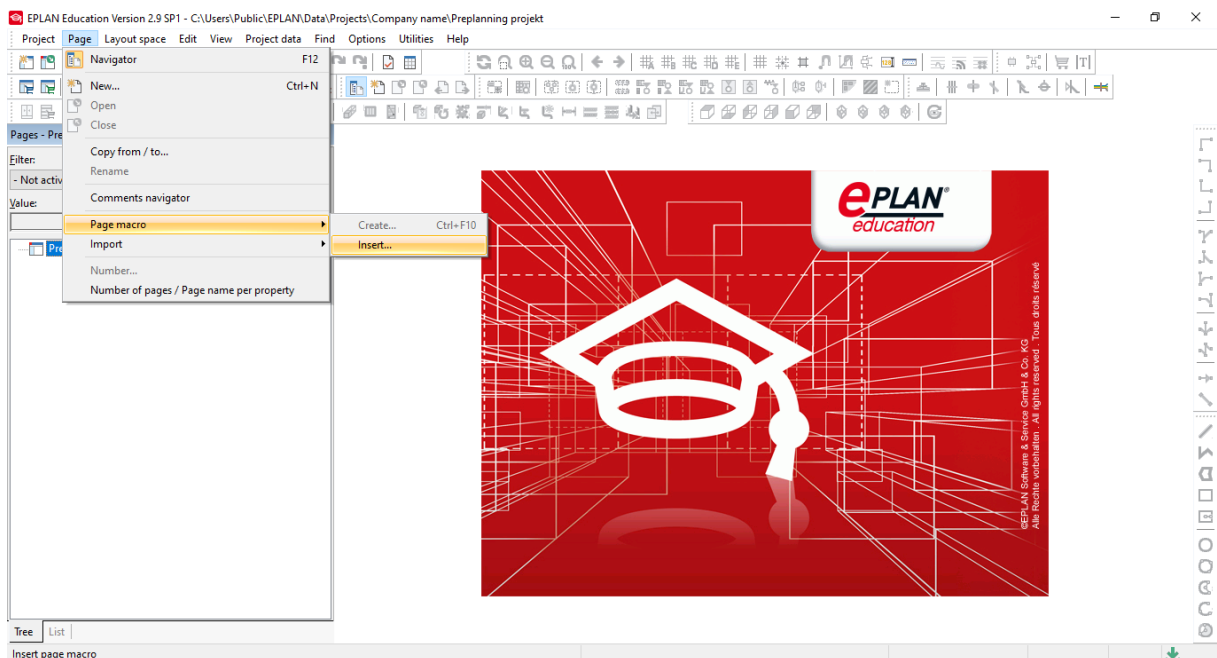 EPLAN Education Version 2.9 SP1 - C:\Users\Public\EPLAN\Data\Projects\Company name\Preplanning projekt
Project Page Layout space Edit View Project data Find Options Utilities Help
Navigator F12
New... Ctrl+N
Open
Close
Copy from / to...
Rename
Comments navigator
Page macro
Import
Number...
Number of pages / Page name per property
Create... Ctrl+F10
Insert...
Pages - Pre
Filter:
- Not activ
Value:
Pre
ePLAN®
education
©EPLAN Software & Service GmbH & Co. KG
Alle Rechte vorbehalten . All rights reserved . Tous droits réservé
Tree List
Insert page macro